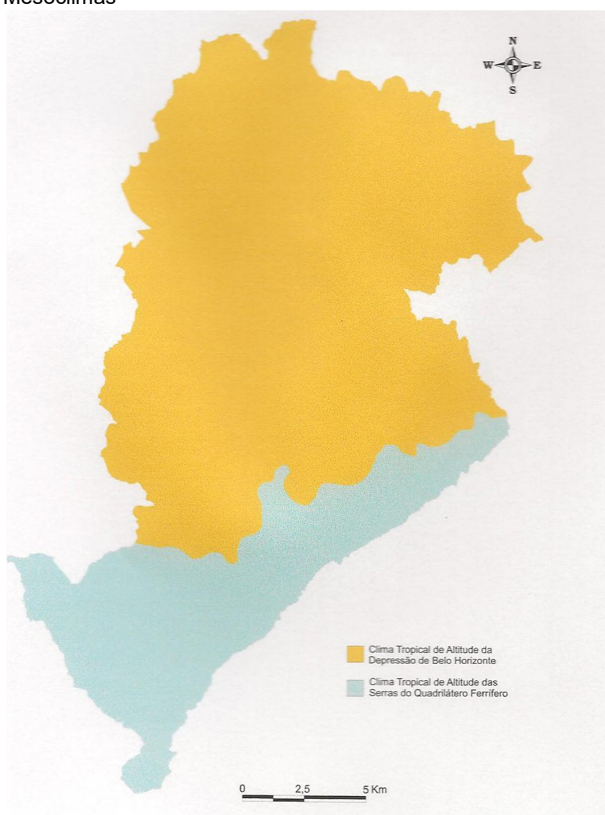 Mesoclimas
N
W E
S
Clima Tropical de Altitude da
Depressão de Belo Horizonte
Clima Tropical de Altitude das
Serras do Quadrilátero Ferrífero
0 2,5 5 Km